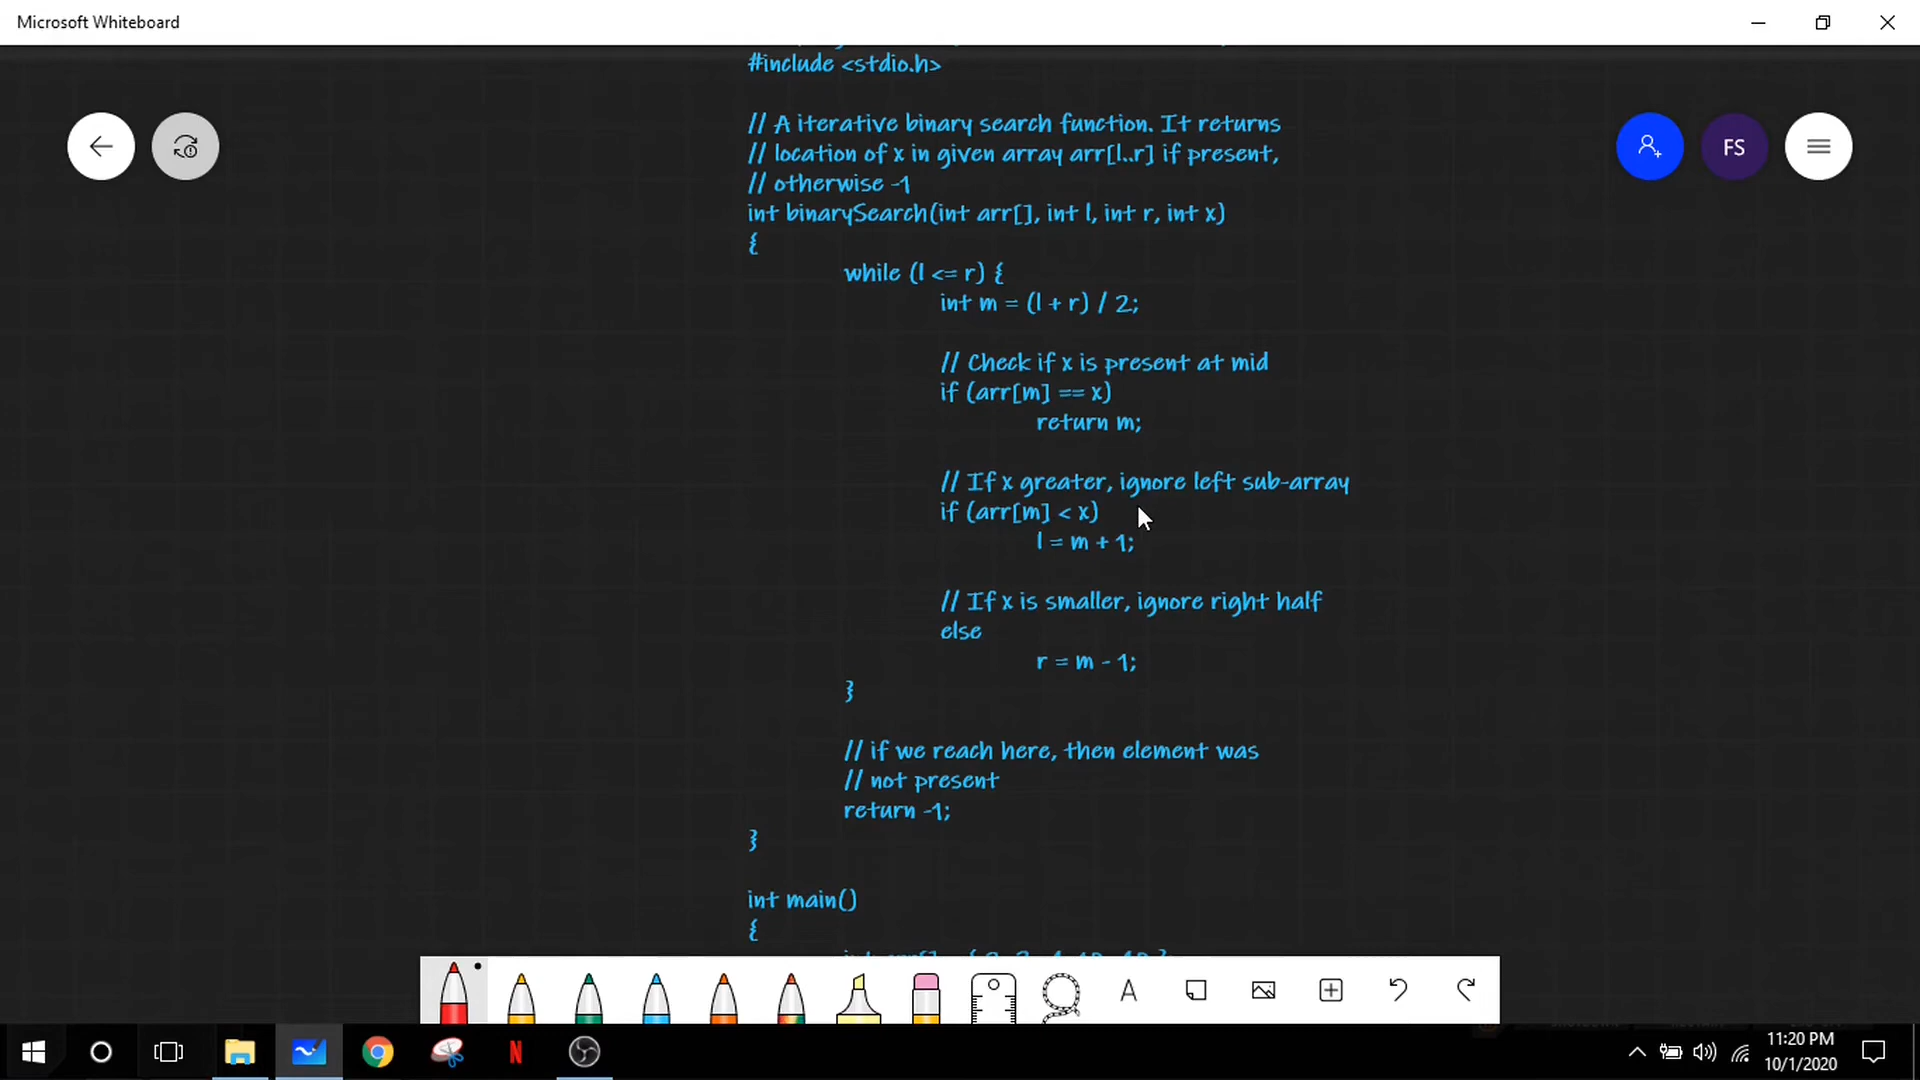 Microsoft Whiteboard
#include <stdio.h>
// A iterative binary search function. It returns
// location of x in given array arr[l..r] if present,
// otherwise -1
int binarySearch(int arr[], int l, int r, int x)
{
while (l <= r) {
int m = (l + r) / 2;
// Check if x is present at mid
if (arr[m] == x)
return m;
// If x greater, ignore left sub-array
if (arr[m] < x)
l = m + 1;
// If x is smaller, ignore right half
else
r = m - 1;
}
// if we reach here, then element was
// not present
return -1;
}
int main()
{
FS
11:20 PM
10/1/2020